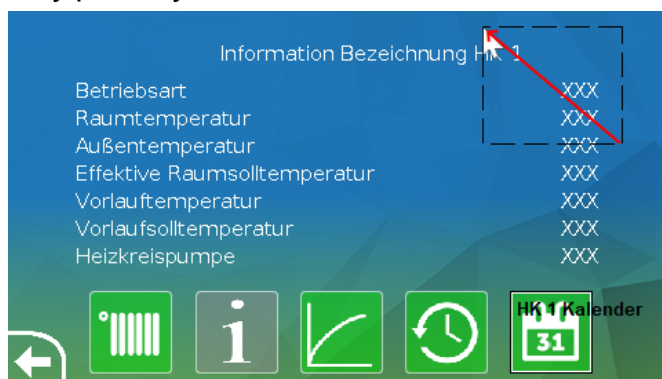 Information Bezeichnung HK 1
Betriebsart XXX
Raumtemperatur XXX
Außentemperatur XXX
Effektive Raumsolltemperatur XXX
Vorlauftemperatur XXX
Vorlaufsolltemperatur XXX
Heizkreispumpe XXX
HK 1 Kalender
i
31